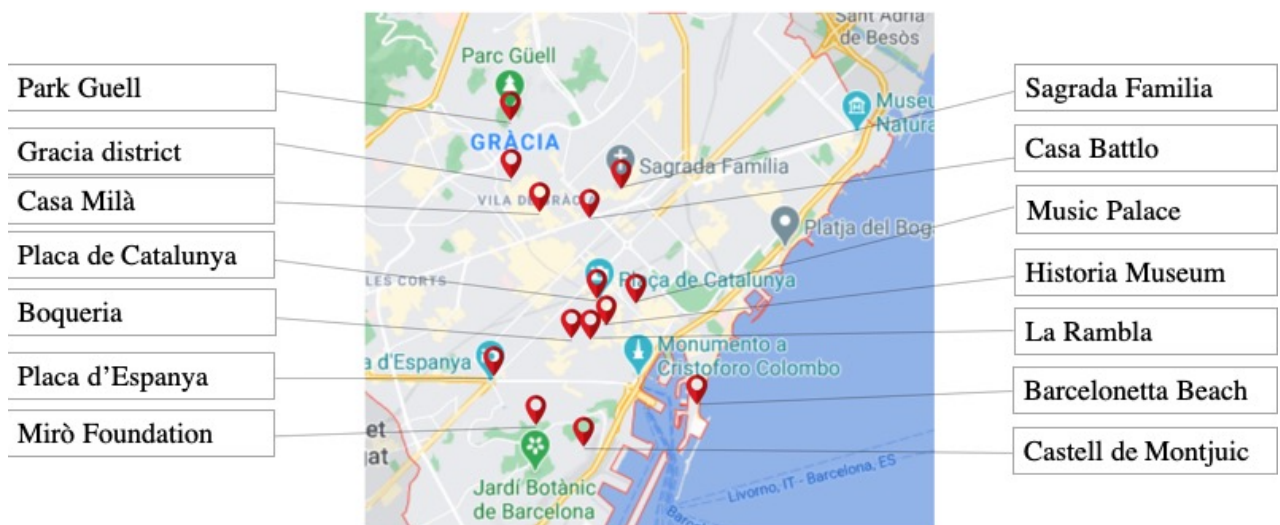 Park Guell
Gracia district
Casa Milà
Placa de Catalunya
Boqueria
Placa d’Espanya
Mirò Foundation
Sant Adrià
de Besòs
Parc Güell
Museu
Natura
GRÀCIA
Sagrada Família
VILA DE GRÀCIA
Platja del Bog
LES CORTS
Plaça de Catalunya
a d'Espanya
Monumento a
Cristoforo Colombo
et
gat
Jardí Botànic
de Barcelona
Livorno, IT - Barcelona, ES
Sagrada Familia
Casa Battlo
Music Palace
Historia Museum
La Rambla
Barcelonetta Beach
Castell de Montjuic